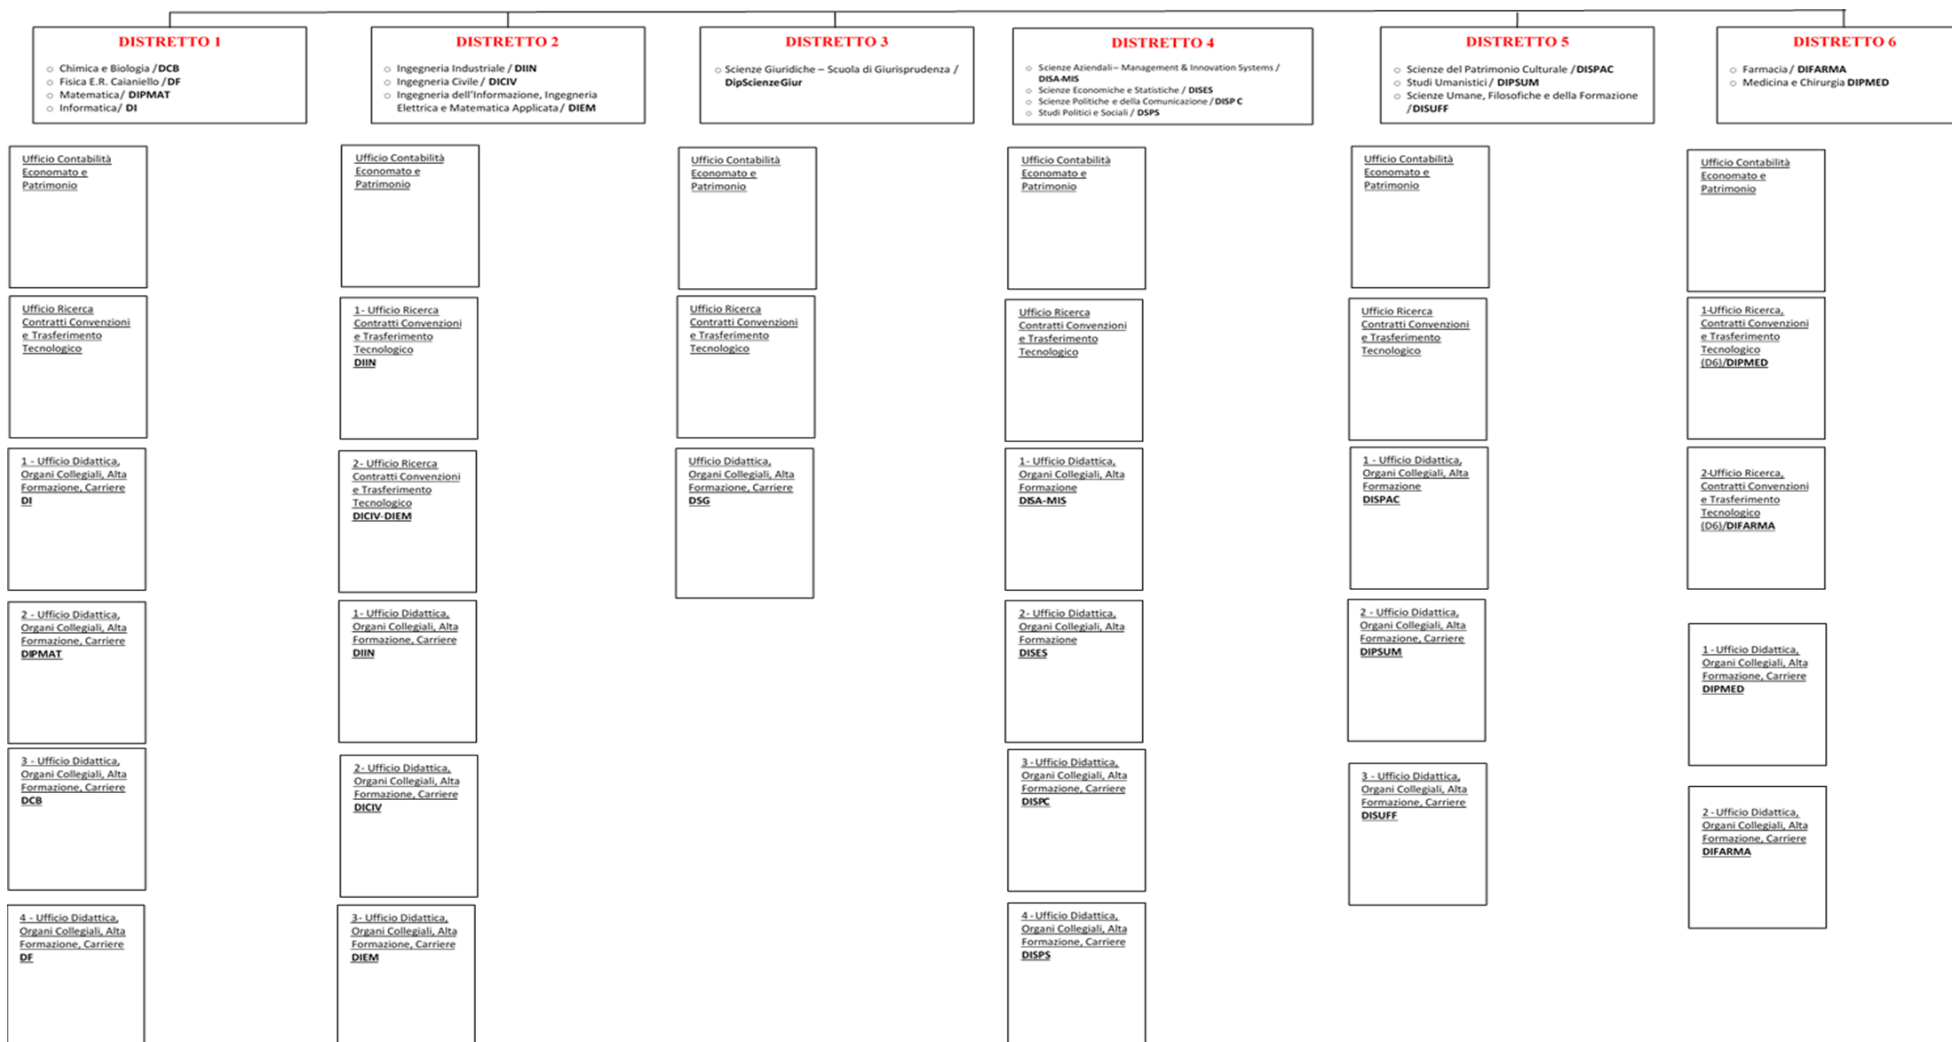 DISTRETTO 1
Chimica e Biologia /DCB
Fisica E.R. Caianiello /DF
Matematica/ DIPMAT
Informatica/ DI
Ufficio Contabilità
Economato e
Patrimonio
Ufficio Ricerca
Contratti Convenzioni
e Trasferimento
Tecnologico
1 - Ufficio Didattica,
Organi Collegiali, Alta
Formazione, Carriere
DI
2 - Ufficio Didattica,
Organi Collegiali, Alta
Formazione, Carriere
DIPMAT
3 - Ufficio Didattica,
Organi Collegiali, Alta
Formazione, Carriere
DCB
4 - Ufficio Didattica,
Organi Collegiali, Alta
Formazione, Carriere
DF
DISTRETTO 2
Ingegneria Industriale / DIIN
Ingegneria Civile / DICIV
Ingegneria dell'Informazione, Ingegneria
Elettrica e Matematica Applicata/ DIEM
Ufficio Contabilità
Economato e
Patrimonio
1- Ufficio Ricerca
Contratti Convenzioni
e Trasferimento
Tecnologico
DIIN
2- Ufficio Ricerca
Contratti Convenzioni
e Trasferimento
Tecnologico
DICIV-DIEM
1- Ufficio Didattica,
Organi Collegiali, Alta
Formazione, Carriere
DIIN
2- Ufficio Didattica,
Organi Collegiali, Alta
Formazione, Carriere
DICIV
3- Ufficio Didattica,
Organi Collegiali, Alta
Formazione, Carriere
DIEM
DISTRETTO 3
Scienze Giuridiche – Scuola di Giurisprudenza /
DipScienzeGiur
Ufficio Contabilità
Economato e
Patrimonio
Ufficio Ricerca
Contratti Convenzioni
e Trasferimento
Tecnologico
Ufficio Didattica,
Organi Collegiali, Alta
Formazione, Carriere
DSG
DISTRETTO 4
Scienze Aziendali – Management & Innovation Systems /
DISA-MIS
Scienze Economiche e Statistiche / DISES
Scienze Politiche e della Comunicazione / DISP C
Studi Politici e Sociali / DSPS
Ufficio Contabilità
Economato e
Patrimonio
Ufficio Ricerca
Contratti Convenzioni
e Trasferimento
Tecnologico
1- Ufficio Didattica,
Organi Collegiali, Alta
Formazione
DISA-MIS
2- Ufficio Didattica,
Organi Collegiali, Alta
Formazione
DISES
3 - Ufficio Didattica,
Organi Collegiali, Alta
Formazione, Carriere
DISPC
4 - Ufficio Didattica,
Organi Collegiali, Alta
Formazione, Carriere
DISPS
DISTRETTO 5
Scienze del Patrimonio Culturale /DISPAC
Studi Umanistici / DIPSUM
Scienze Umane, Filosofiche e della Formazione
/DISUFF
Ufficio Contabilità
Economato e
Patrimonio
Ufficio Ricerca
Contratti Convenzioni
e Trasferimento
Tecnologico
1 - Ufficio Didattica,
Organi Collegiali, Alta
Formazione
DISPAC
2 - Ufficio Didattica,
Organi Collegiali, Alta
Formazione, Carriere
DIPSUM
3 - Ufficio Didattica,
Organi Collegiali, Alta
Formazione, Carriere
DISUFF
DISTRETTO 6
Farmacia/ DIFARMA
Medicina e Chirurgia DIPMED
Ufficio Contabilità
Economato e
Patrimonio
1-Ufficio Ricerca,
Contratti Convenzioni
e Trasferimento
Tecnologico
(D6)/DIPMED
2-Ufficio Ricerca,
Contratti Convenzioni
e Trasferimento
Tecnologico
(D6)/DIFARMA
1 - Ufficio Didattica,
Organi Collegiali, Alta
Formazione, Carriere
DIPMED
2 - Ufficio Didattica,
Organi Collegiali, Alta
Formazione, Carriere
DIFARMA